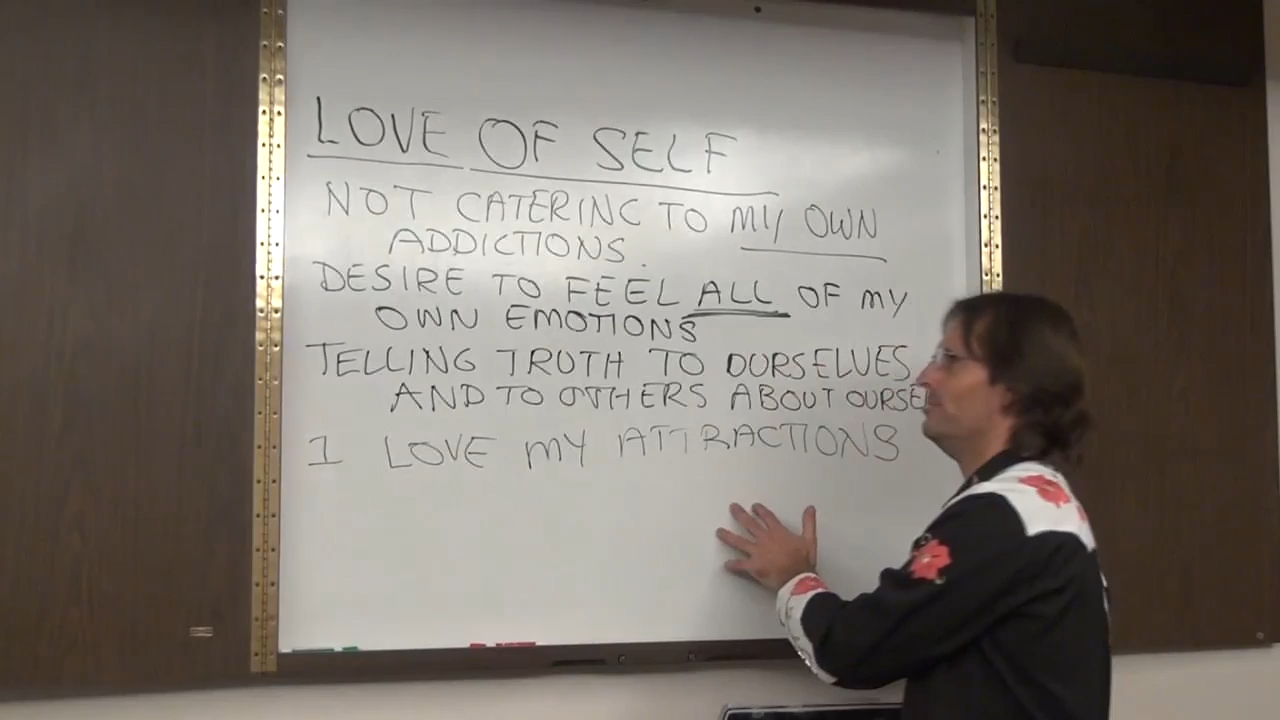 LOVE OF SELF
NOT CATERING TO MY OWN
ADDICTIONS.
DESIRE TO FEEL ALL OF MY
OWN EMOTIONS
TELLING TRUTH TO OURSELVES
AND TO OTHERS ABOUT
I LOVE MY ATTRACTIONS